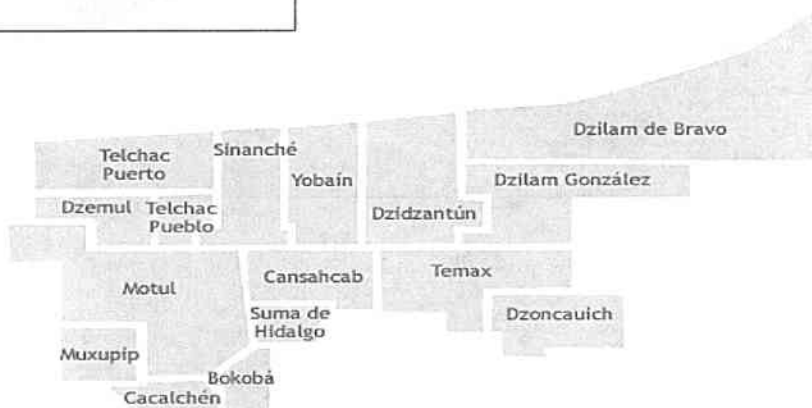 Dzilam de Bravo
Sinanché
Telchac
Puerto
Yobaín
Dzilam González
Dzemul
Telchac
Pueblo
Dzidzantún
Motul
Cansahcab
Temax
Suma de
Hidalgo
Dzoncauich
Muxupip
Bokobá
Cacalchén